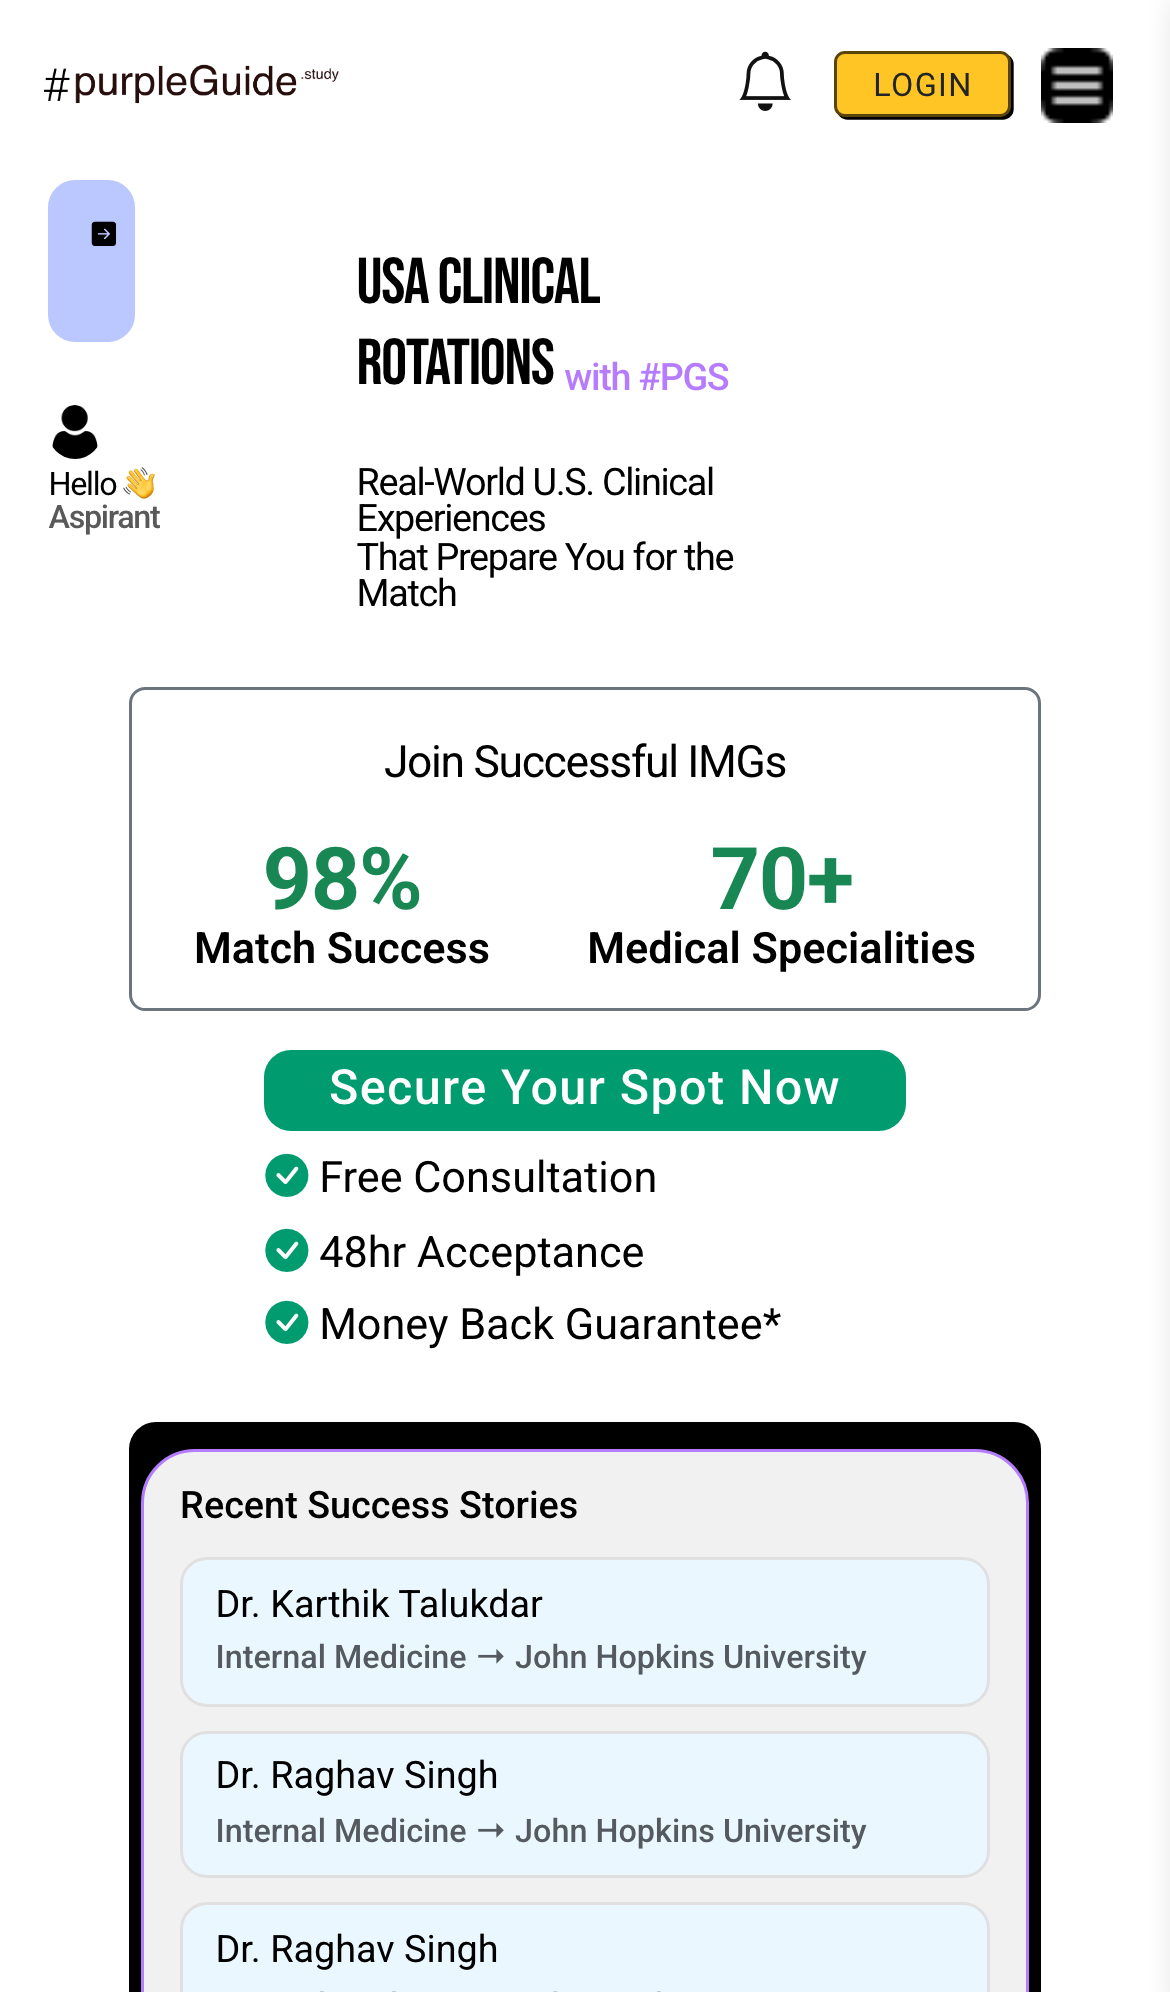 #purpleGuide.study
LOGIN
USA CLINICAL
ROTATIONS with #PGS
Hello 👋
Aspirant
Real-World U.S. Clinical
Experiences
That Prepare You for the
Match
Join Successful IMGs
98%
Match Success
70+
Medical Specialities
Secure Your Spot Now
Free Consultation
48hr Acceptance
Money Back Guarantee*
Recent Success Stories
Dr. Karthik Talukdar
Internal Medicine → John Hopkins University
Dr. Raghav Singh
Internal Medicine → John Hopkins University
Dr. Raghav Singh